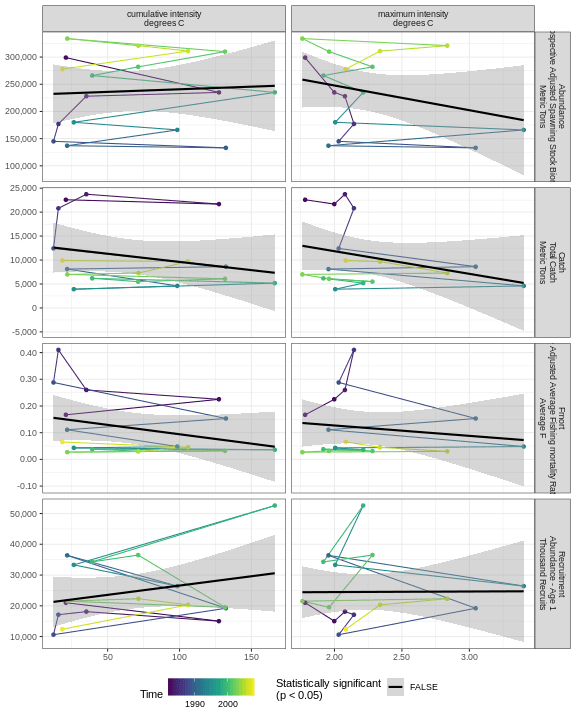 cumulative intensity
degrees C
maximum intensity
degrees C
300,000
250,000
200,000
150,000
100,000
Abundance
Adjusted Spawning Stock
Metric Tons
25,000
20,000
15,000
10,000
5,000
0
-5,000
Catch
Total Catch
Metric Tons
0.40
0.30
0.20
0.10
0.00
-0.10
Fmort
Adjusted Average Fishing mortality
Average F
50,000
40,000
30,000
20,000
10,000
Recruitment
Abundance - Age 1
Thousand Recruits
50
100
150
2.00
2.50
3.00
Time
1990
2000
Statistically significant
(p < 0.05)
FALSE